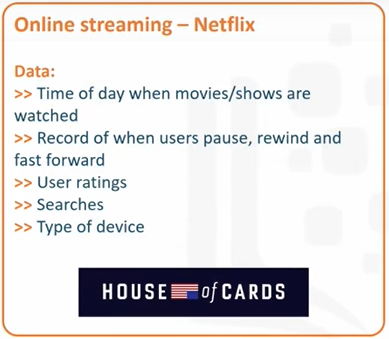 Online streaming – Netflix
Data:
>> Time of day when movies/shows are
watched
>> Record of when users pause, rewind and
fast forward
>> User ratings
>> Searches
>> Type of device
HOUSE of CARDS